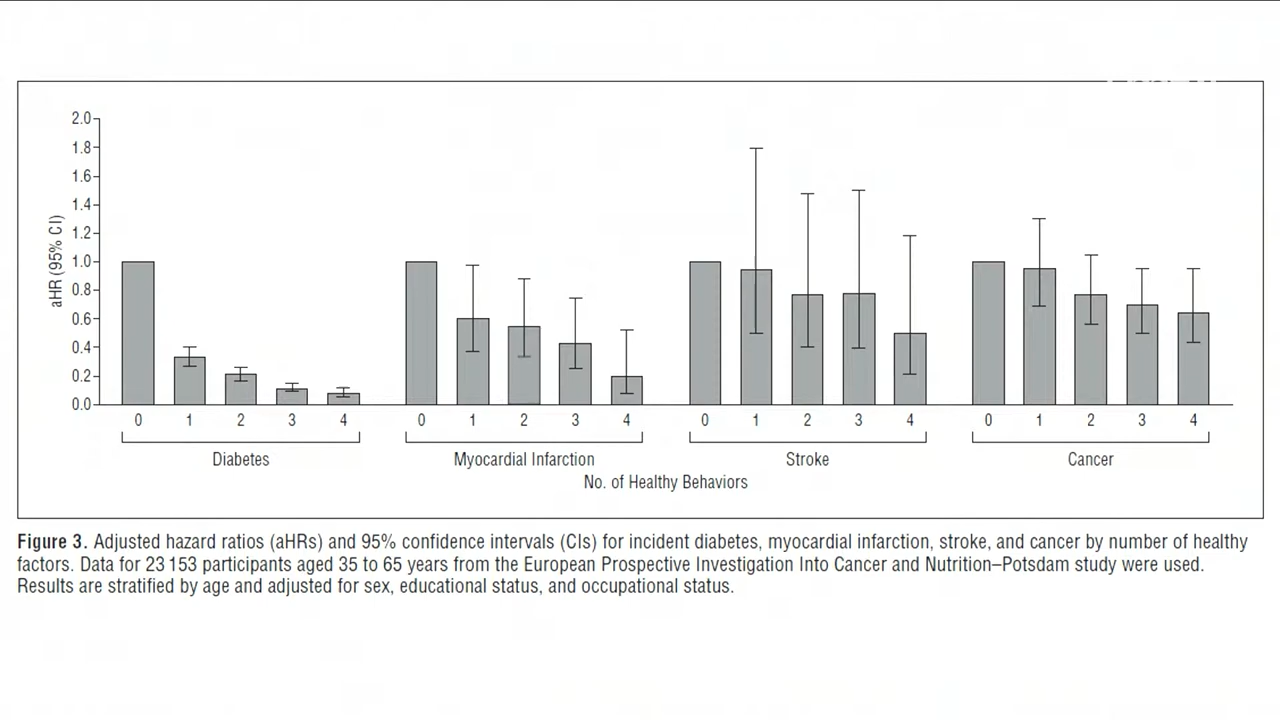 2.0
1.8
1.6
1.4
1.2
1.0
0.8
0.6
0.4
0.2
0.0
aHR (95% CI)
0 1 2 3 4 0 1 2 3 4 0 1 2 3 4 0 1 2 3 4
Diabetes Myocardial Infarction Stroke Cancer
No. of Healthy Behaviors
Figure 3. Adjusted hazard ratios (aHRs) and 95% confidence intervals (CIs) for incident diabetes, myocardial infarction, stroke, and cancer by number of healthy
factors. Data for 23 153 participants aged 35 to 65 years from the European Prospective Investigation Into Cancer and Nutrition–Potsdam study were used.
Results are stratified by age and adjusted for sex, educational status, and occupational status.